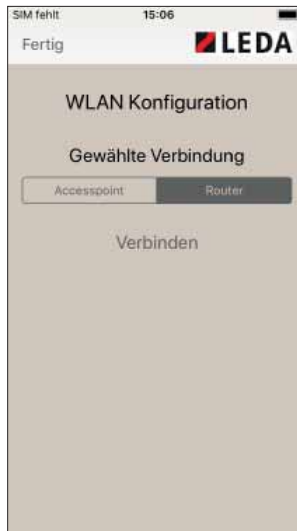 SIM fehlt 15:06
Fertig LEDA
WLAN Konfiguration
Gewählte Verbindung
Accesspoint Router
Verbinden